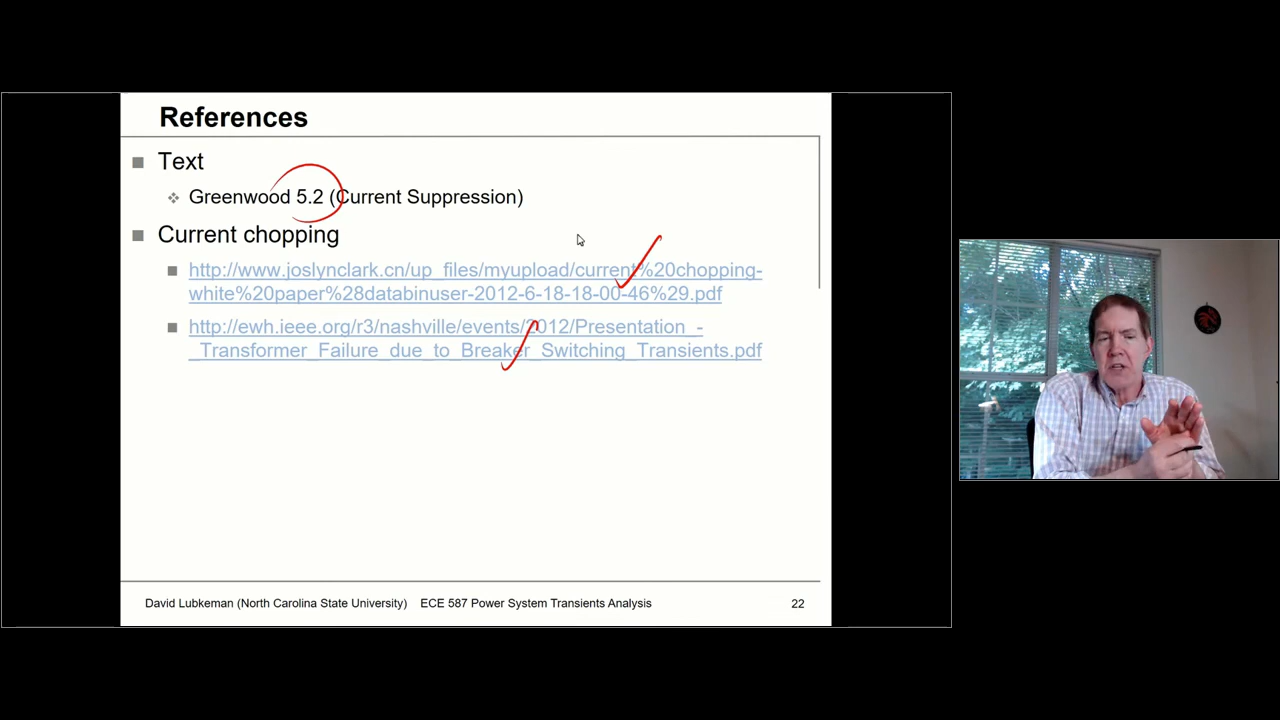 References
Text
Greenwood 5.2 (Current Suppression)
Current chopping
http://www.joslynclark.cn/up_files/myupload/current%20chopping-
white%20paper%28databinuser-2012-6-18-18-00-46%29.pdf
http://ewh.ieee.org/r3/nashville/events/2012/Presentation_-
_Transformer_Failure_due_to_Breaker_Switching_Transients.pdf
David Lubkeman (North Carolina State University) ECE 587 Power System Transients Analysis 22